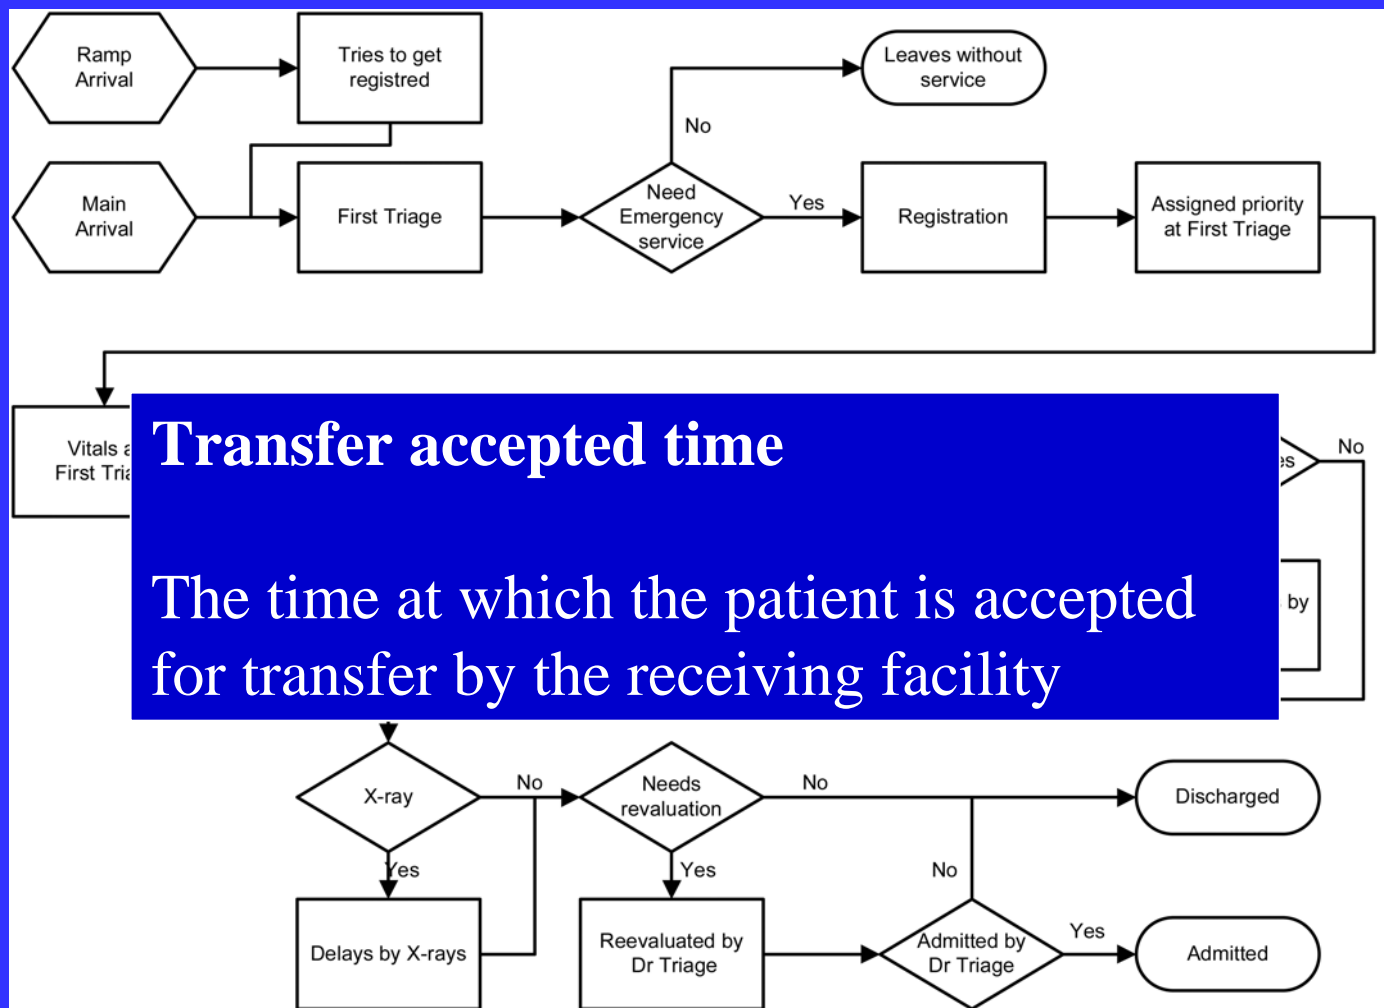 Ramp
Arrival
Tries to get
registred
Leaves without
service
No
Main
Arrival
First Triage
Need
Emergency
service
Yes
Registration
Assigned priority
at First Triage
Vitals
First
Transfer accepted time
No
The time at which the patient is accepted
for transfer by the receiving facility
by
X-ray
No
Needs
revaluation
No
Discharged
Yes
Yes
No
Delays by X-rays
Reevaluated by
Dr Triage
Admitted by
Dr Triage
Yes
Admitted